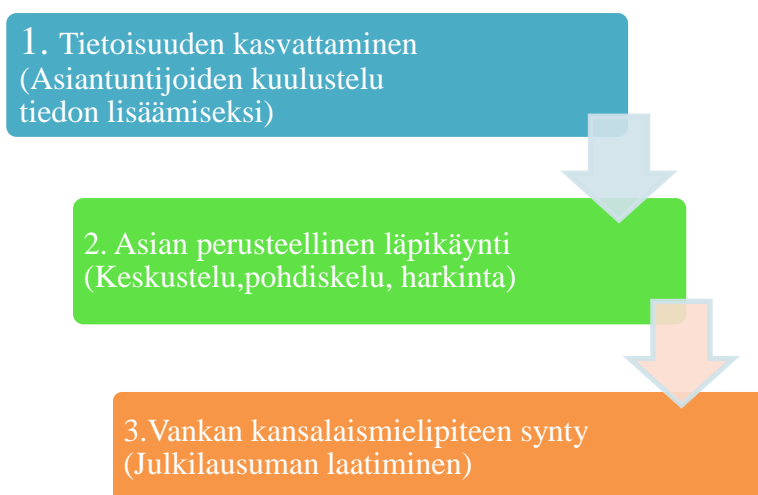 1. Tietoisuuden kasvattaminen
(Asiantuntijoiden kuulustelu
tiedon lisäämiseksi)
2. Asian perusteellinen läpikäynti
(Keskustelu,pohdiskelu, harkinta)
3.Vankan kansalaismielipiteen synty
(Julkilausuman laatiminen)